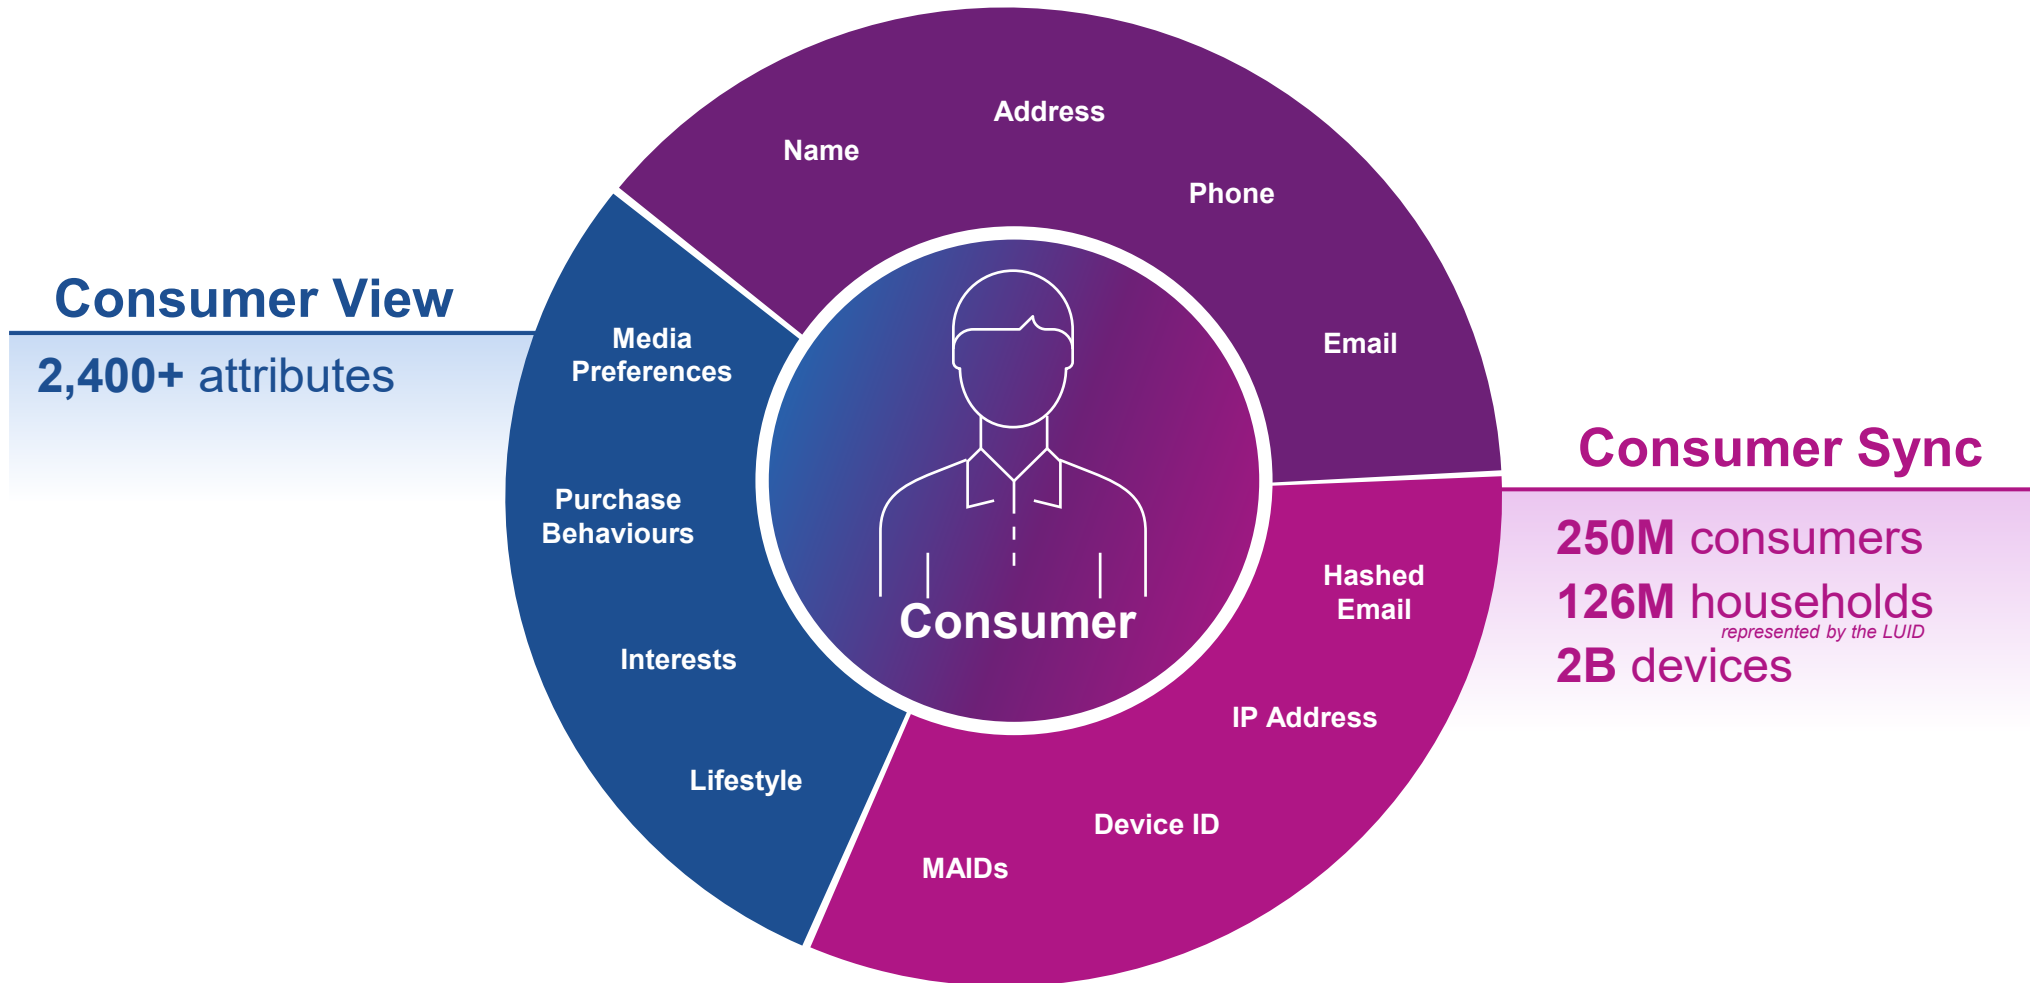 Address
Name
Phone
Email
Consumer View
2,400+ attributes
Media
Preferences
Purchase
Behaviours
Interests
Lifestyle
Consumer
Consumer Sync
250M consumers
126M households
represented by the LUID
2B devices
Hashed
Email
IP Address
Device ID
MAIDs